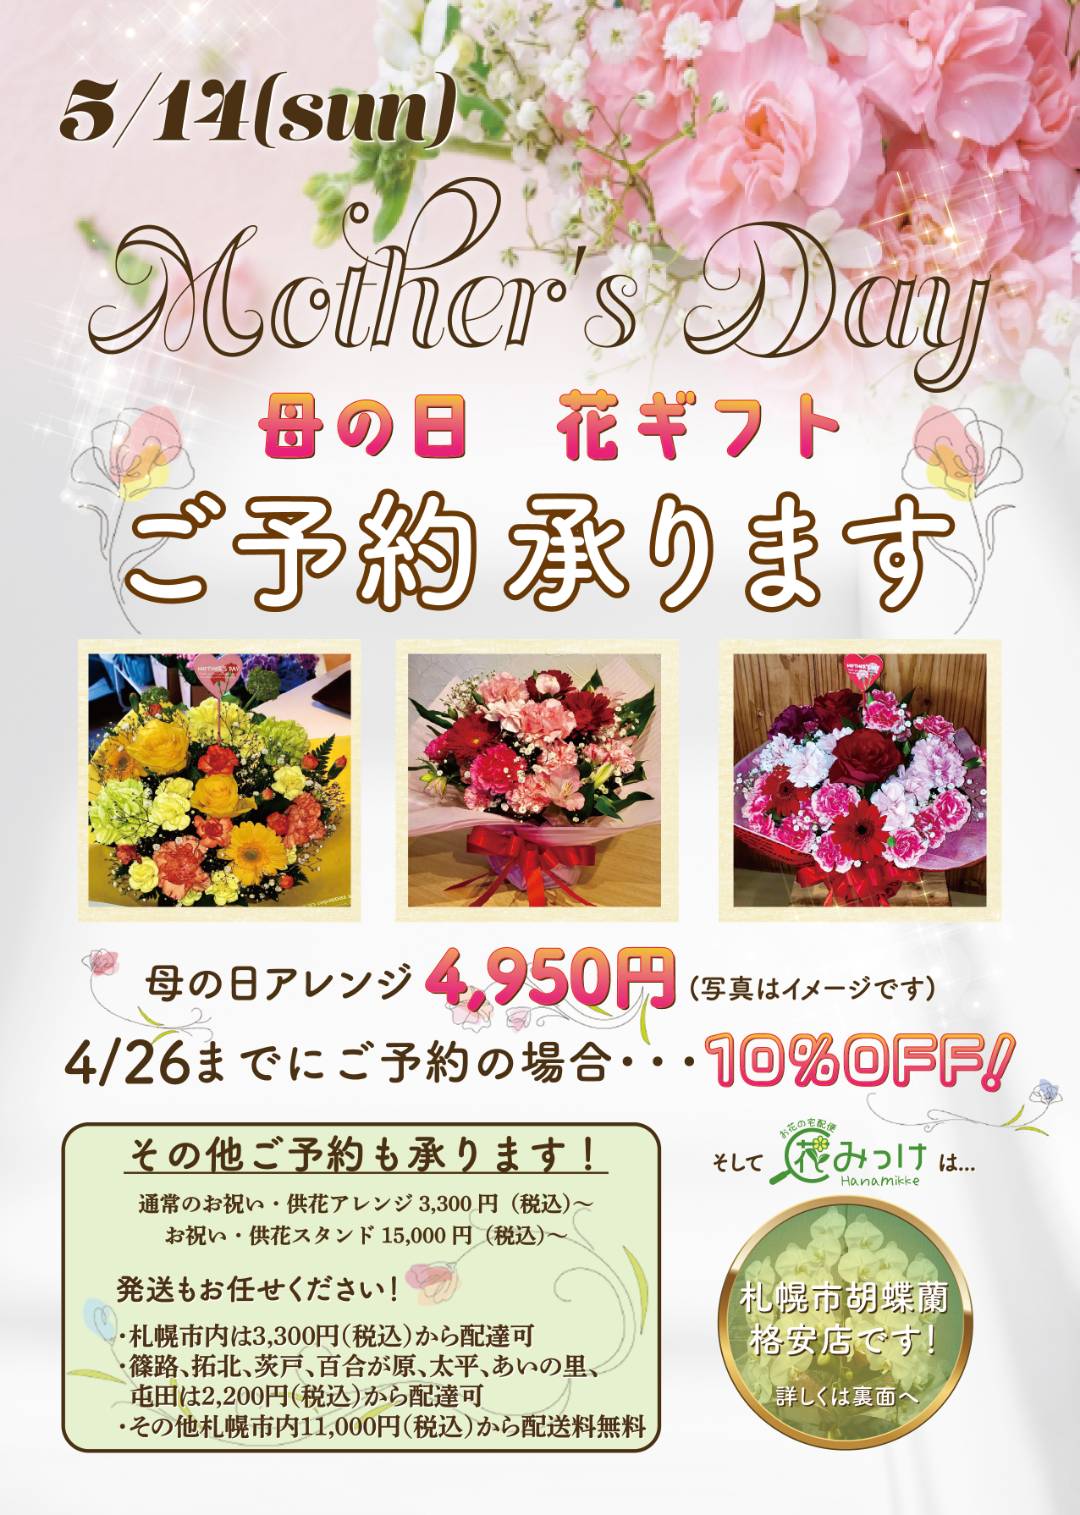 5/14(sun)
Mother's Day
母の日 花ギフト
ご予約承ります
MOTHER'S DAY
MOTHER'S DAY
母の日アレンジ 4,950円 (写真はイメージです)
4/26までにご予約の場合・・・10%OFF!
その他ご予約も承ります！
通常のお祝い・供花アレンジ 3,300 円（税込）～
お祝い・供花スタンド 15,000 円（税込）～
発送もお任せください！
・札幌市内は3,300円（税込）から配達可
・篠路、拓北、茨戸、百合が原、太平、あいの里、
屯田は2,200円（税込）から配達可
・その他札幌市内11,000円（税込）から配送料無料
お花の宅配便
そして 花みっけ は…
Hanamikke
札幌市胡蝶蘭
格安店です！
詳しくは裏面へ